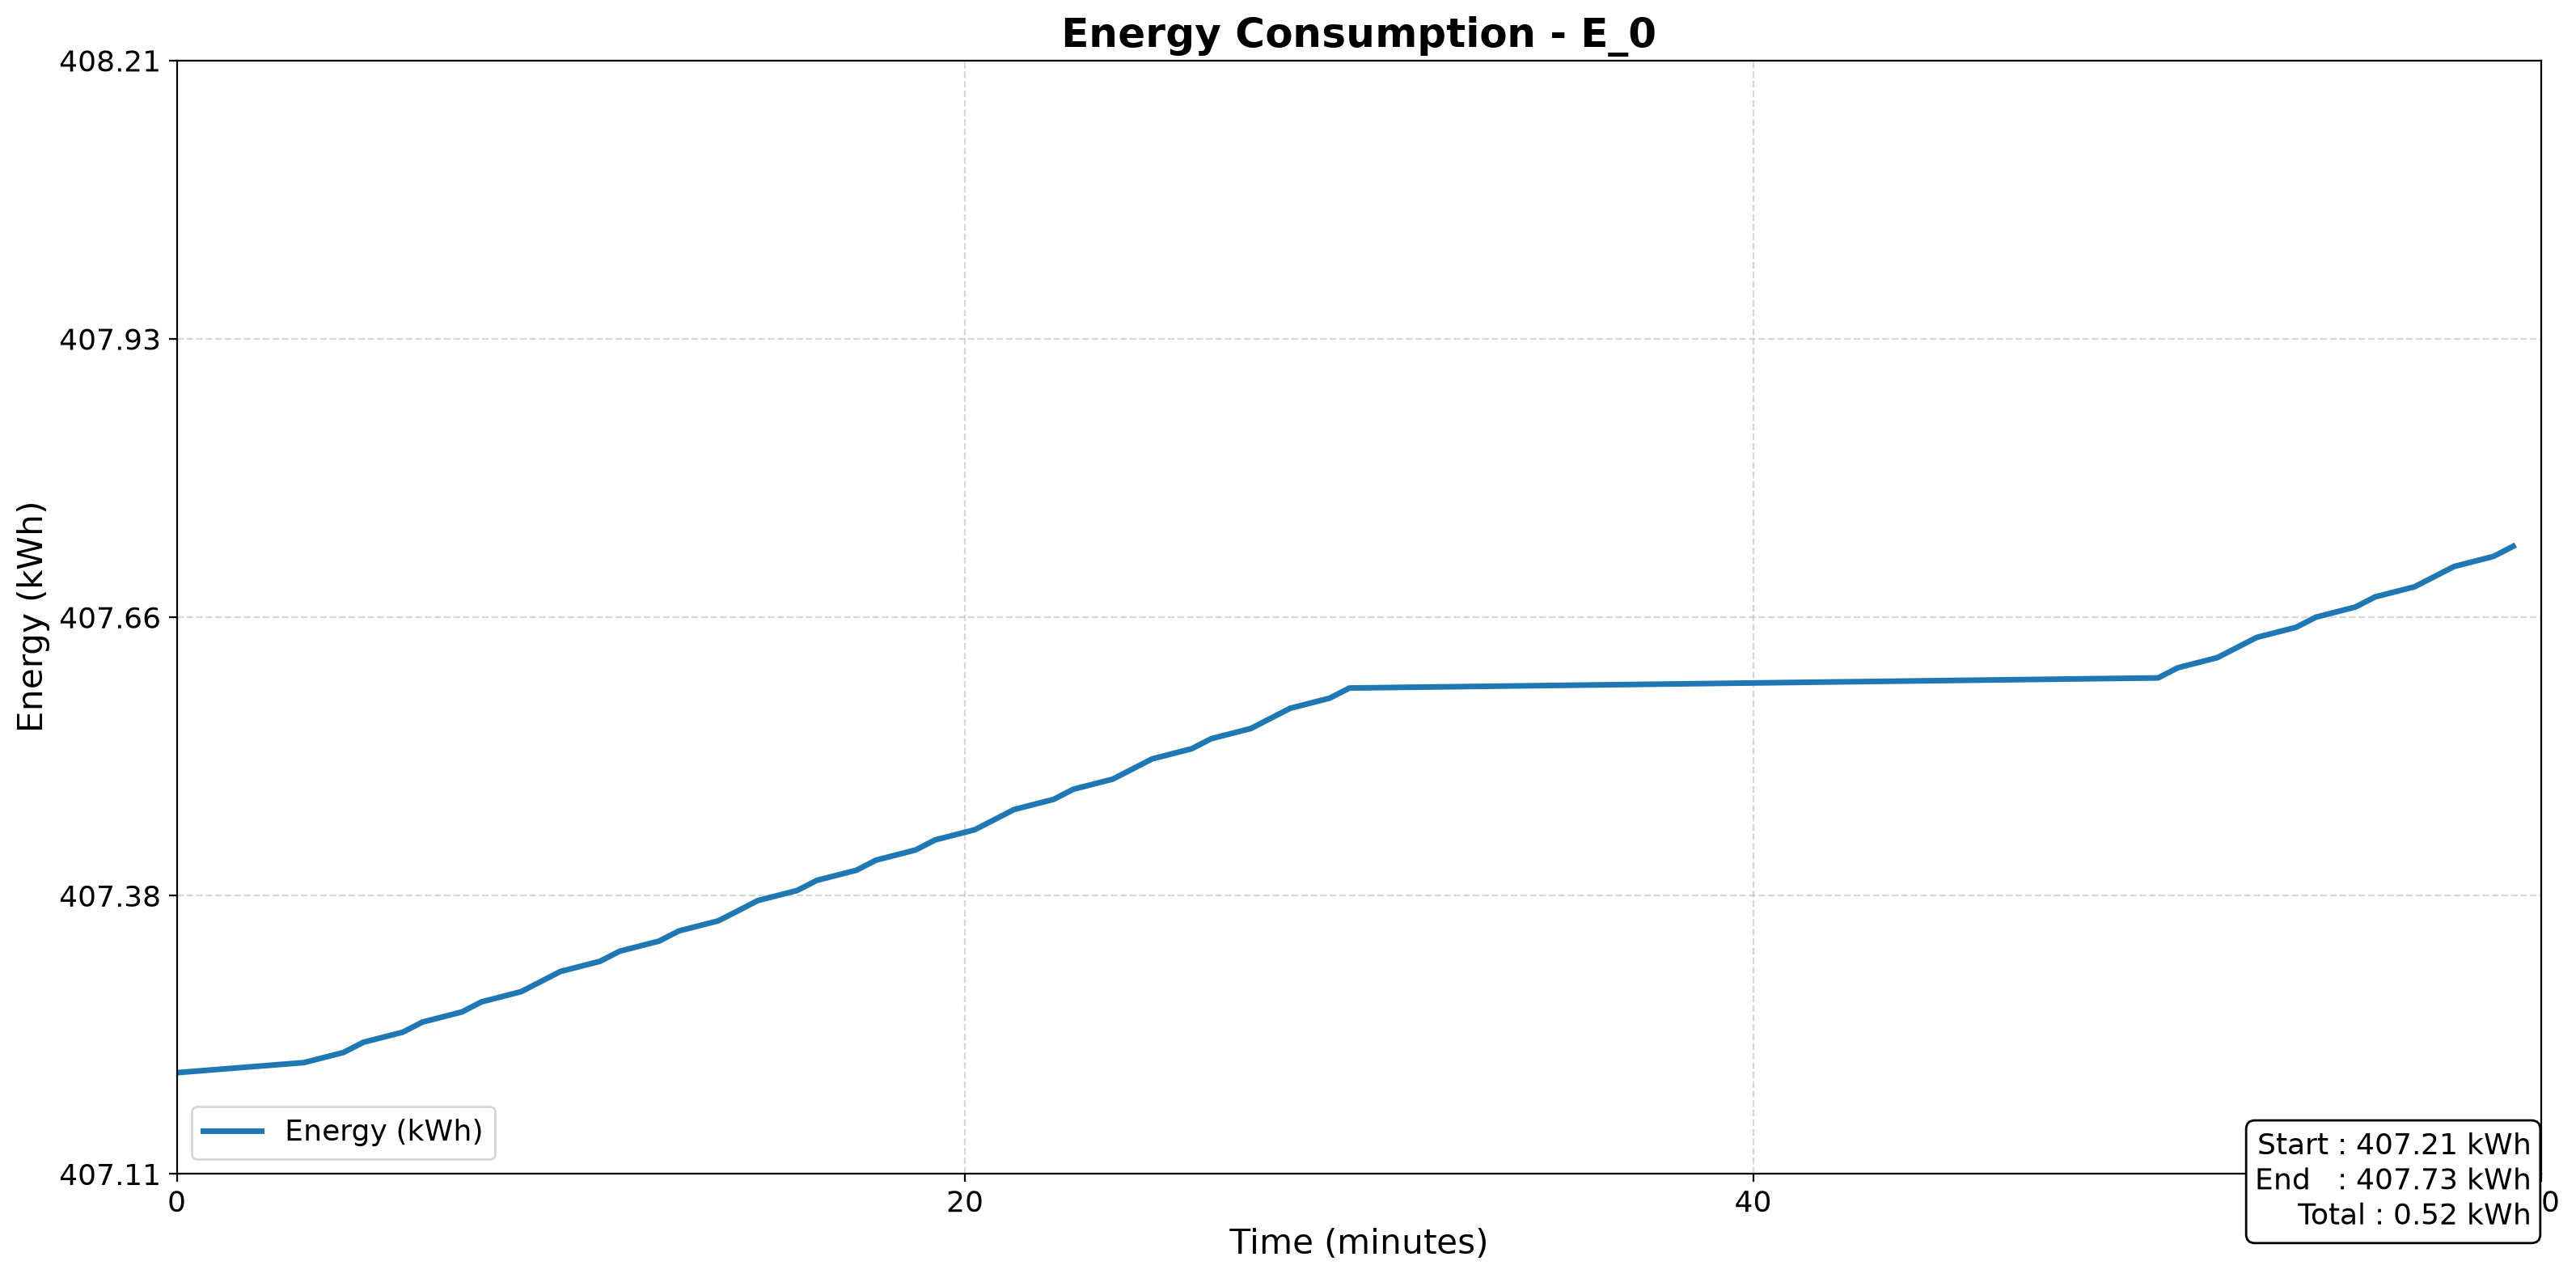 Energy Consumption - E_0
408.21
407.93
407.66
407.38
407.11
Energy (kWh)
Energy (kWh)
Start : 407.21 kWh
End   : 407.73 kWh
Total : 0.52 kWh
0
20
40
0
Time (minutes)